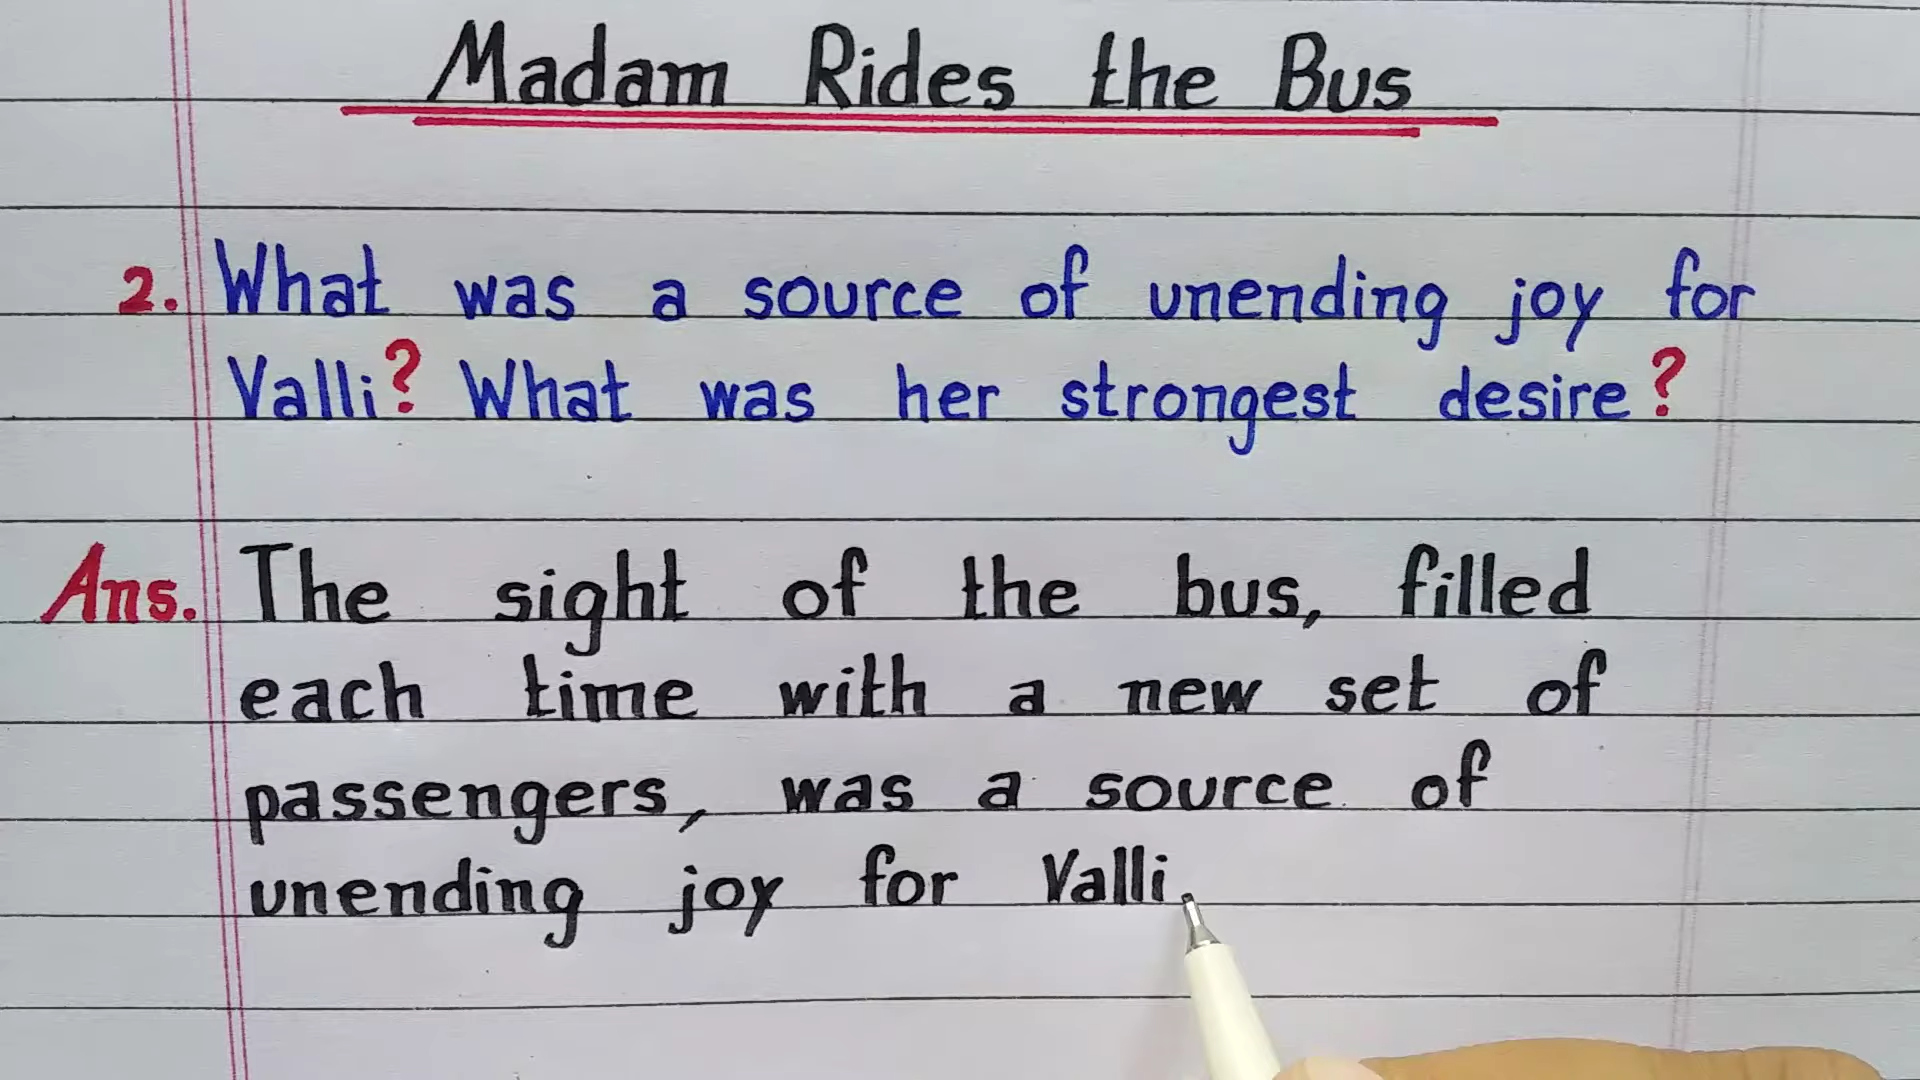 Madam Rides the Bus
2. What was a source of unending joy for
Valli? What was her strongest desire?
Ans. The sight of the bus, filled
each time with a new set of
passengers, was a source of
unending joy for Valli.